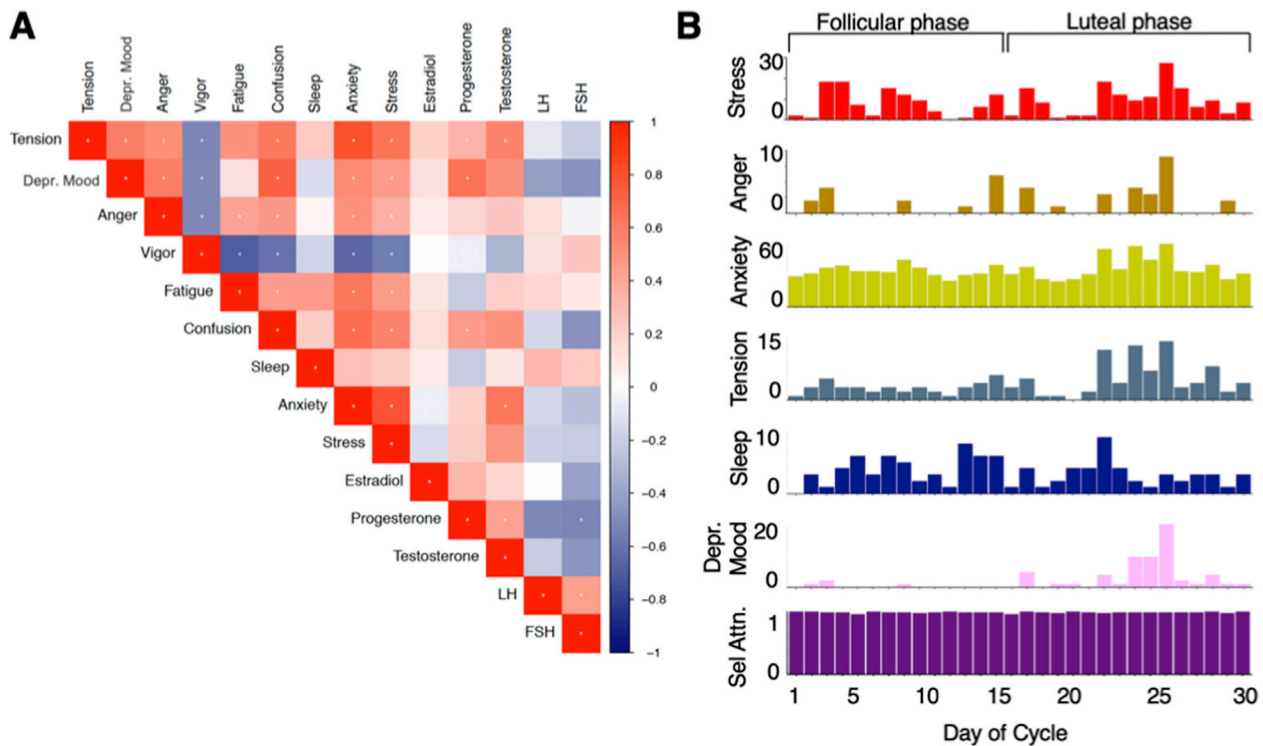 A
Tension
Depr. Mood
Anger
Vigor
Fatigue
Confusion
Sleep
Anxiety
Stress
Estradiol
Progesterone
Testosterone
LH
FSH
Tension
Depr. Mood
Anger
Vigor
Fatigue
Confusion
Sleep
Anxiety
Stress
Estradiol
Progesterone
Testosterone
LH
FSH
1
0.8
0.6
0.4
0.2
0
−0.2
−0.4
−0.6
−0.8
−1
B
Follicular phase Luteal phase
Stress
30
0
Anger
10
0
Anxiety
60
0
Tension
15
0
Sleep
10
0
Depr.
Mood
20
0
Sel Attn.
1
0
1 5 10 15 20 25 30
Day of Cycle